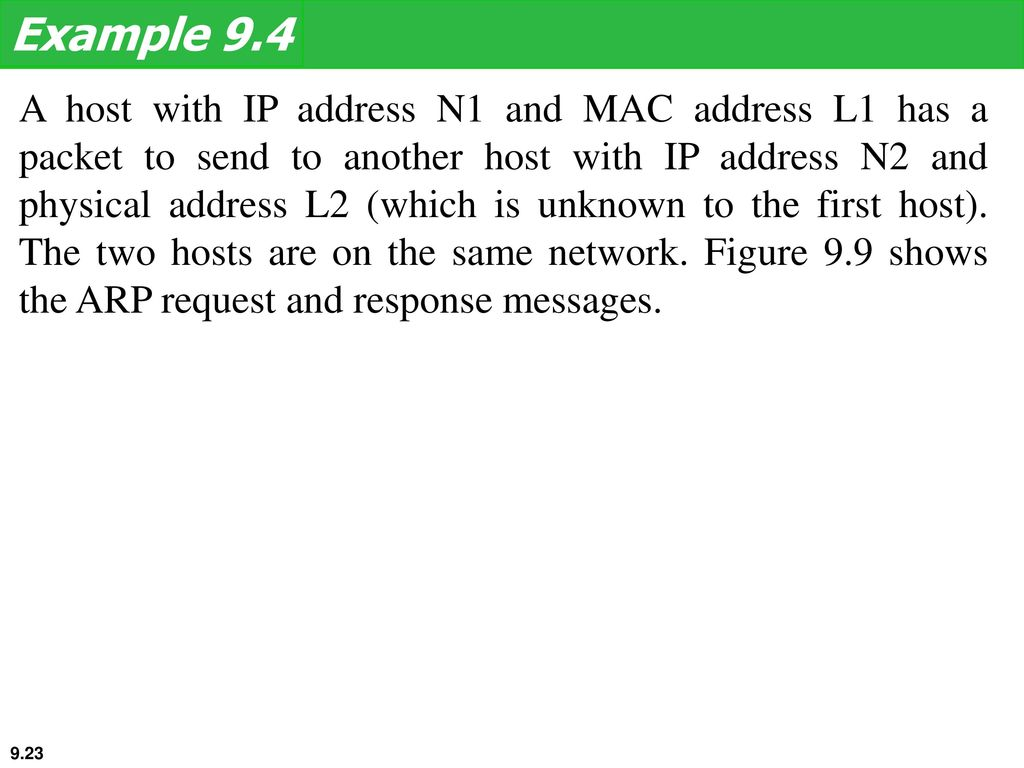 Example 9.4
A host with IP address N1 and MAC address L1 has a
packet to send to another host with IP address N2 and
physical address L2 (which is unknown to the first host).
The two hosts are on the same network. Figure 9.9 shows
the ARP request and response messages.
9.23